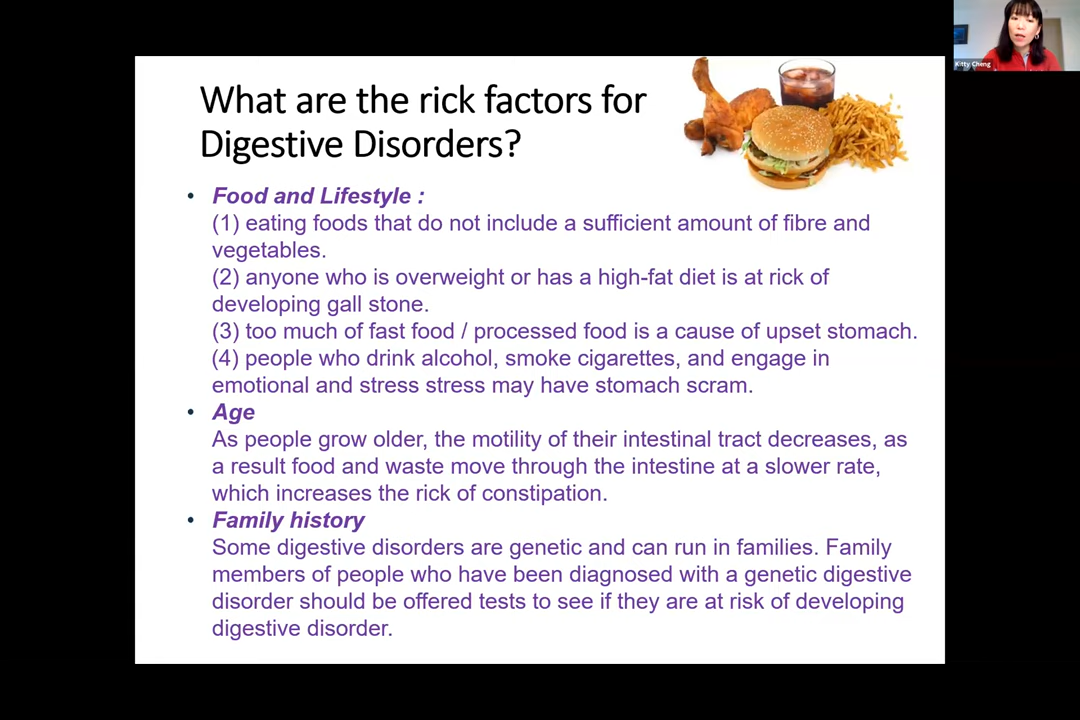 Kitty Cheng
What are the rick factors for
Digestive Disorders?
• Food and Lifestyle :
(1) eating foods that do not include a sufficient amount of fibre and
vegetables.
(2) anyone who is overweight or has a high-fat diet is at rick of
developing gall stone.
(3) too much of fast food / processed food is a cause of upset stomach.
(4) people who drink alcohol, smoke cigarettes, and engage in
emotional and stress stress may have stomach scram.
• Age
As people grow older, the motility of their intestinal tract decreases, as
a result food and waste move through the intestine at a slower rate,
which increases the rick of constipation.
• Family history
Some digestive disorders are genetic and can run in families. Family
members of people who have been diagnosed with a genetic digestive
disorder should be offered tests to see if they are at risk of developing
digestive disorder.